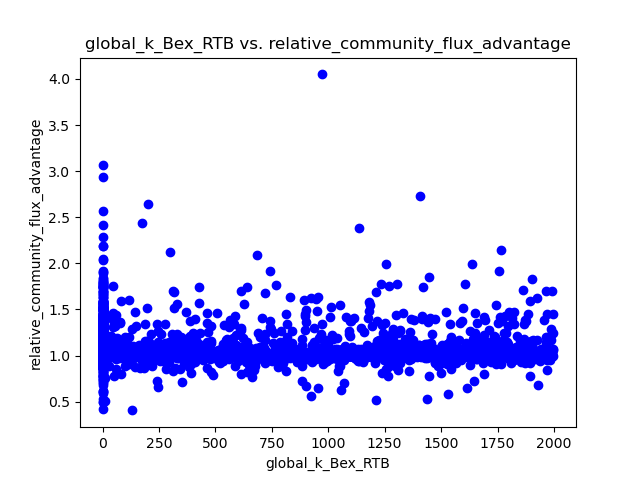 global_k_Bex_RTB vs. relative_community_flux_advantage
4.0
3.5
3.0
2.5
2.0
1.5
1.0
0.5
relative_community_flux_advantage
0 250 500 750 1000 1250 1500 1750 2000
global_k_Bex_RTB